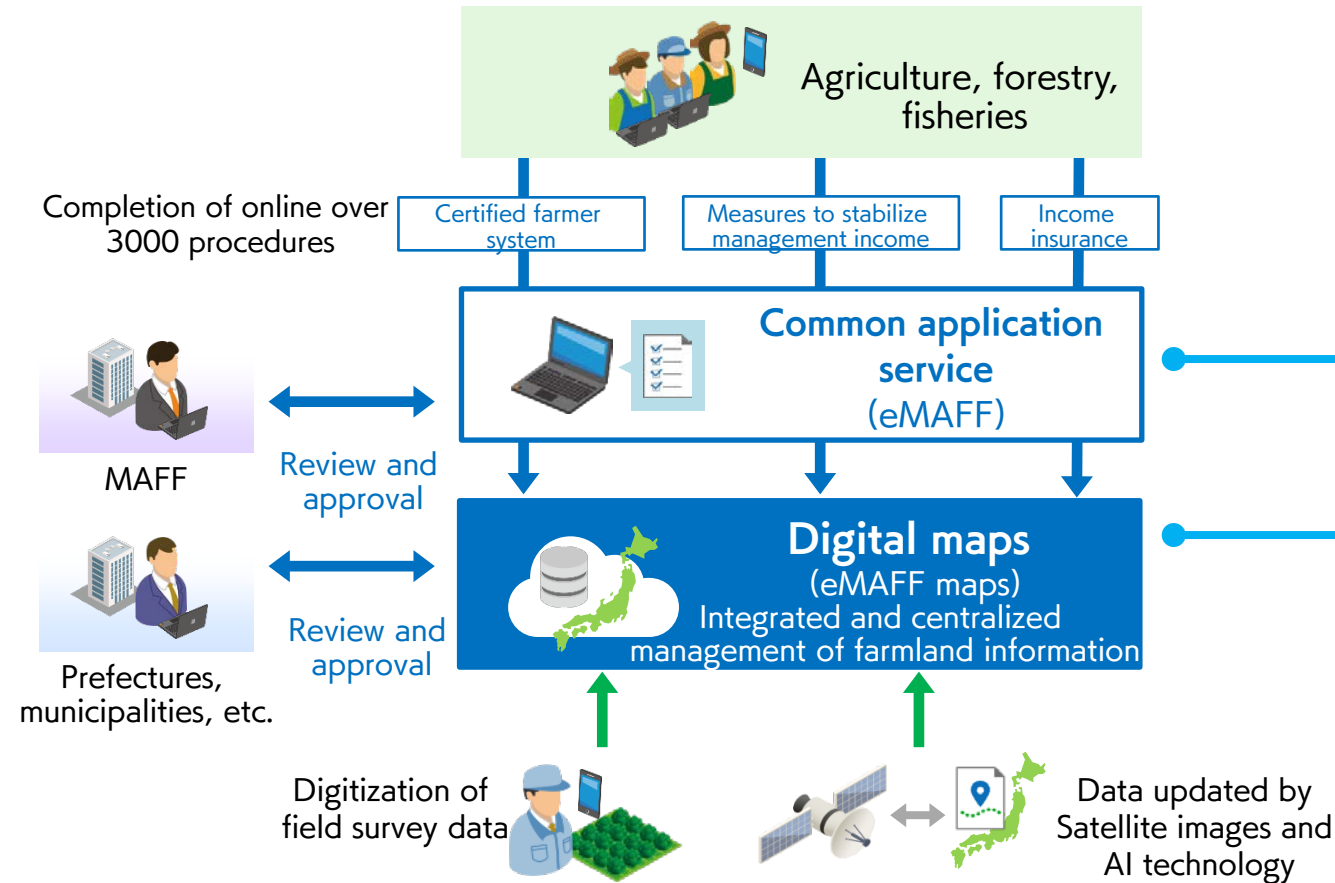 Agriculture, forestry,
fisheries
Completion of online over
3000 procedures
Certified farmer
system
Measures to stabilize
management income
Income
insurance
Common application
service
(eMAFF)
MAFF
Review and
approval
Digital maps
(eMAFF maps)
Integrated and centralized
management of farmland information
Review and
approval
Prefectures,
municipalities, etc.
Digitization of
field survey data
Data updated by
Satellite images and
AI technology